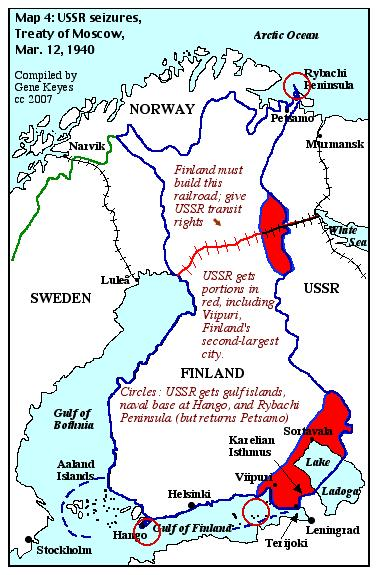 Map 4: USSR seizures,
Treaty of Moscow,
Mar. 12, 1940
Compiled by
Gene Keyes
cc 2007
Arctic Ocean
Rybachi
Peninsula
NORWAY
Petsamo
Narvik
Murmansk
Finland must
build this
railroad; give
USSR transit
rights
White
Sea
Luleå
USSR gets
portions in
red, including
Viipuri,
Finland's
second-largest
city.
SWEDEN
USSR
FINLAND
Circles: USSR gets gulf islands,
naval base at Hango, and Rybachi
Peninsula (but returns Petsamo)
Gulf of
Bothnia
Sortavala
Karelian
Isthmus
Lake
Aaland
Islands
Viipuri
Ladoga
Helsinki
Hango
Gulf of Finland
Leningrad
Terijoki
Stockholm